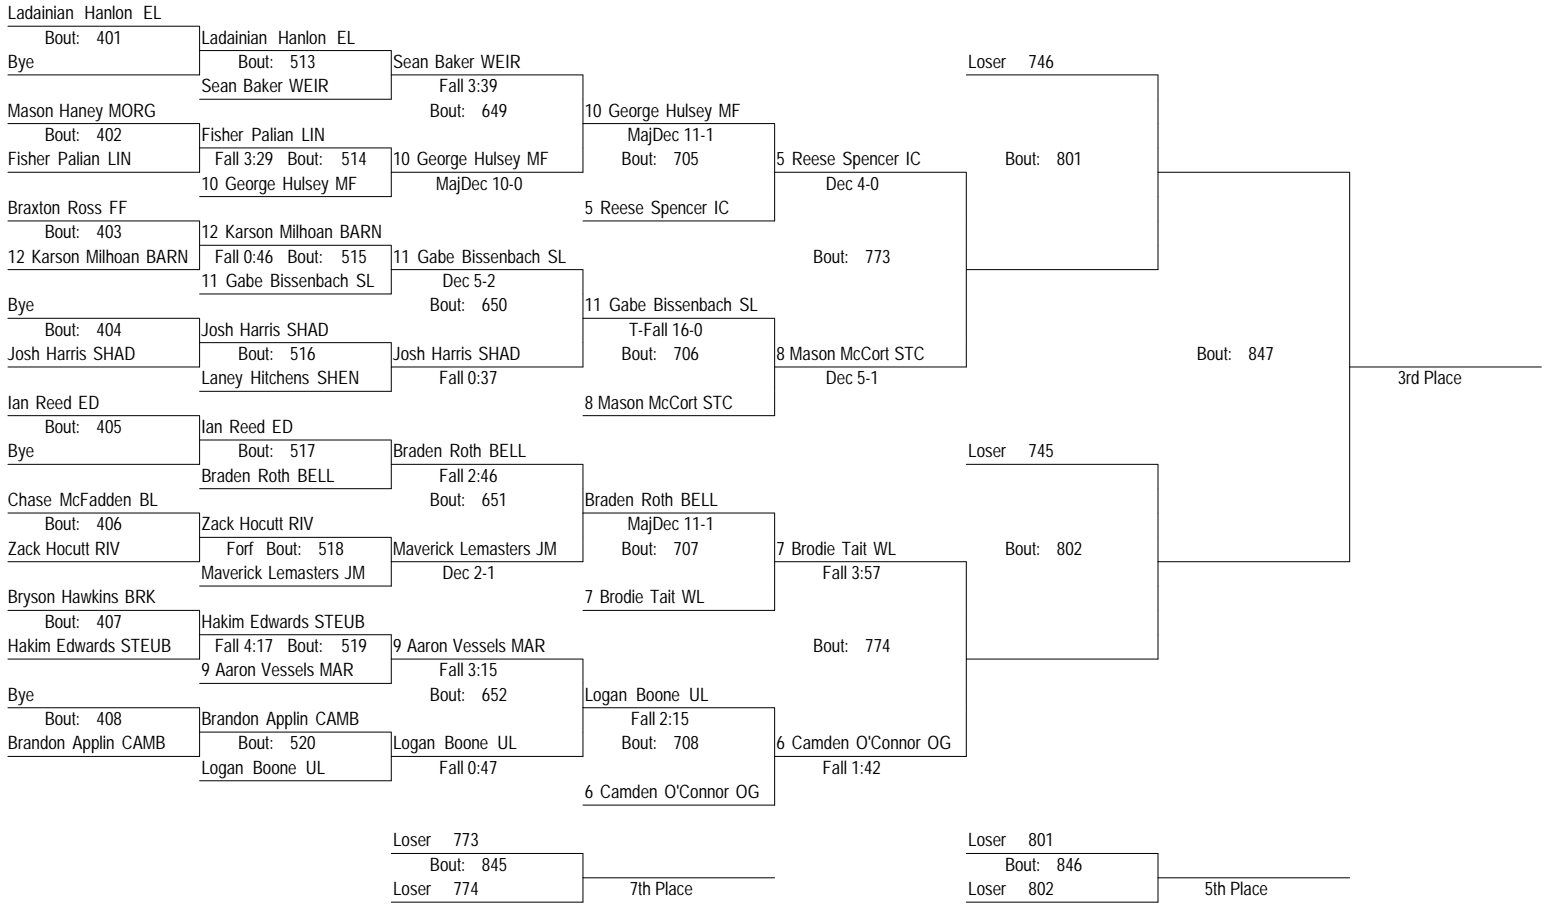 Ladainian Hanlon EL
Bout: 401
Ladainian Hanlon EL
Bye
Bout: 513
Sean Baker WEIR
Loser 746
Sean Baker WEIR
Fall 3:39
Mason Haney MORG
Bout: 649
10 George Hulsey MF
Bout: 402
Fisher Palian LIN
MajDec 11-1
Fisher Palian LIN
Fall 3:29 Bout: 514
10 George Hulsey MF
Bout: 705
5 Reese Spencer IC
Bout: 801
10 George Hulsey MF
MajDec 10-0
Dec 4-0
Braxton Ross FF
5 Reese Spencer IC
Bout: 403
12 Karson Milhoan BARN
12 Karson Milhoan BARN
Fall 0:46 Bout: 515
11 Gabe Bissenbach SL
Bout: 773
11 Gabe Bissenbach SL
Dec 5-2
Bye
Bout: 650
11 Gabe Bissenbach SL
Bout: 404
Josh Harris SHAD
T-Fall 16-0
Josh Harris SHAD
Bout: 516
Josh Harris SHAD
Bout: 706
8 Mason McCort STC
Bout: 847
Laney Hitchens SHEN
Fall 0:37
Dec 5-1
3rd Place
Ian Reed ED
8 Mason McCort STC
Bout: 405
Ian Reed ED
Bye
Bout: 517
Braden Roth BELL
Loser 745
Braden Roth BELL
Fall 2:46
Chase McFadden BL
Bout: 651
Braden Roth BELL
Bout: 406
Zack Hocutt RIV
MajDec 11-1
Zack Hocutt RIV
Forf Bout: 518
Maverick Lemasters JM
Bout: 707
7 Brodie Tait WL
Bout: 802
Maverick Lemasters JM
Dec 2-1
Fall 3:57
Bryson Hawkins BRK
7 Brodie Tait WL
Bout: 407
Hakim Edwards STEUB
Hakim Edwards STEUB
Fall 4:17 Bout: 519
9 Aaron Vessels MAR
Bout: 774
9 Aaron Vessels MAR
Fall 3:15
Bye
Bout: 652
Logan Boone UL
Bout: 408
Brandon Applin CAMB
Fall 2:15
Brandon Applin CAMB
Bout: 520
Logan Boone UL
Bout: 708
6 Camden O'Connor OG
Logan Boone UL
Fall 0:47
Fall 1:42
6 Camden O'Connor OG
Loser 773
Loser 801
Bout: 845
Bout: 846
Loser 774
7th Place
Loser 802
5th Place